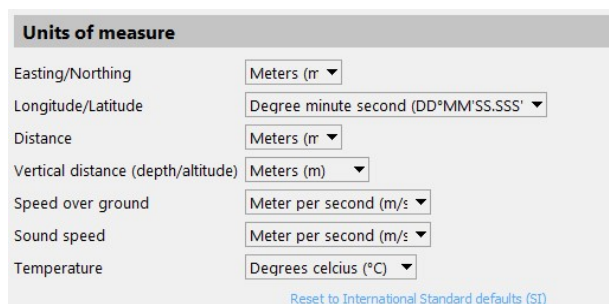 Units of measure
Easting/Northing Meters (m
Longitude/Latitude Degree minute second (DD°MM'SS.SSS'
Distance Meters (m
Vertical distance (depth/altitude) Meters (m)
Speed over ground Meter per second (m/s
Sound speed Meter per second (m/s
Temperature Degrees celcius (°C)
Reset to International Standard defaults (SI)